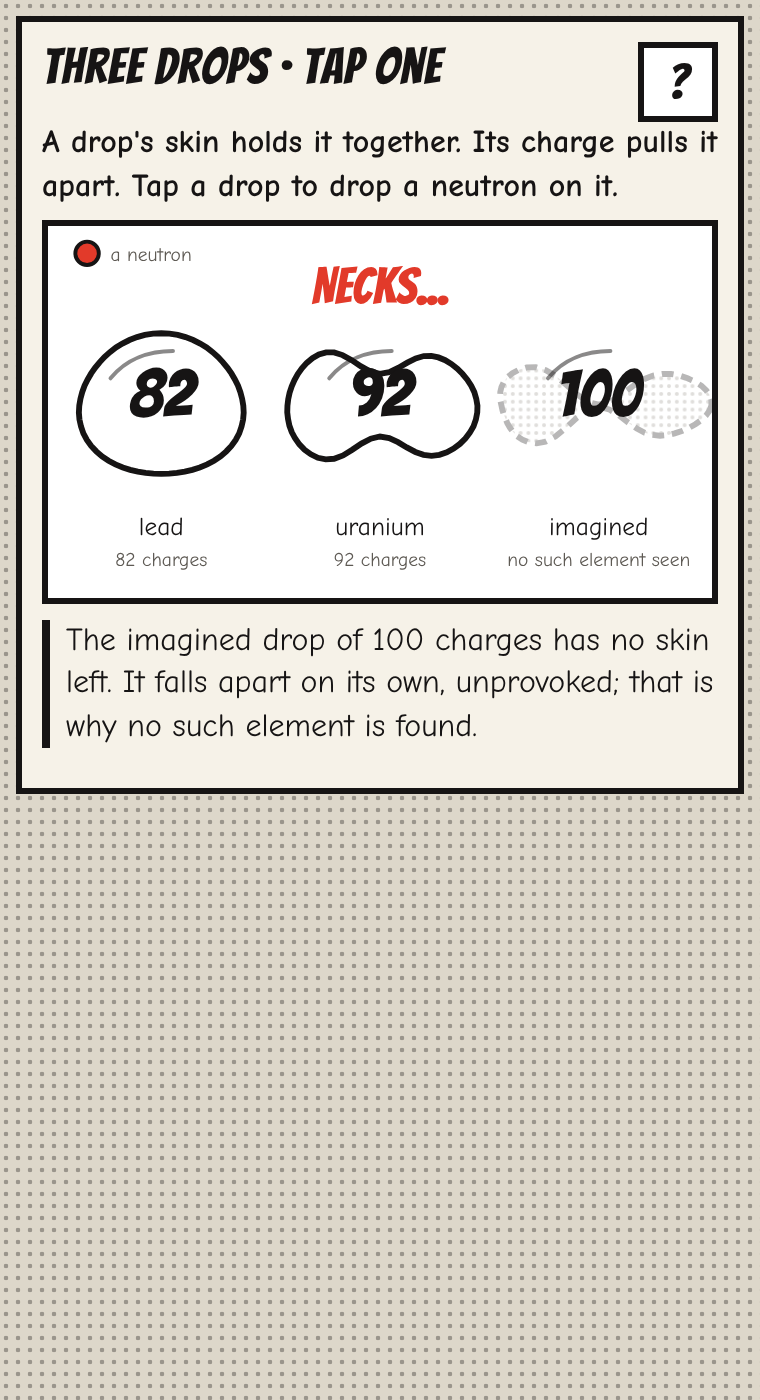 THREE DROPS • TAP ONE
?
A drop's skin holds it together. Its charge pulls it
apart. Tap a drop to drop a neutron on it.
a neutron
NECKS...
82
92
100
lead
uranium
imagined
82 charges
92 charges
no such element seen
The imagined drop of 100 charges has no skin
left. It falls apart on its own, unprovoked; that is
why no such element is found.